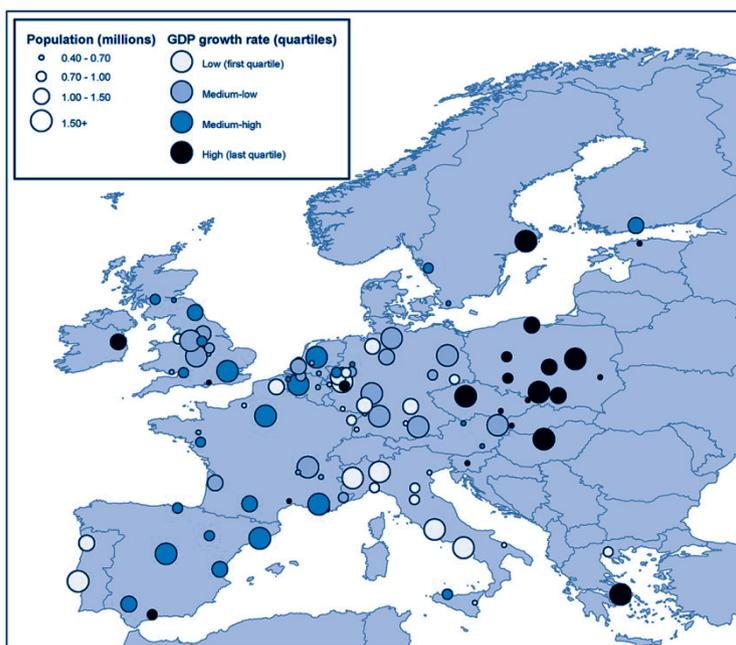 Population (millions)
0.40 - 0.70
0.70 - 1.00
1.00 - 1.50
1.50+
GDP growth rate (quartiles)
Low (first quartile)
Medium-low
Medium-high
High (last quartile)